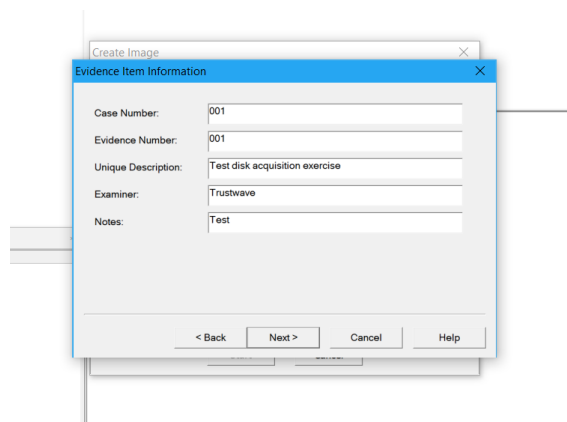 Create Image
Evidence Item Information
Case Number: 001
Evidence Number: 001
Unique Description: Test disk acquisition exercise
Examiner: Trustwave
Notes: Test
< Back Next > Cancel Help